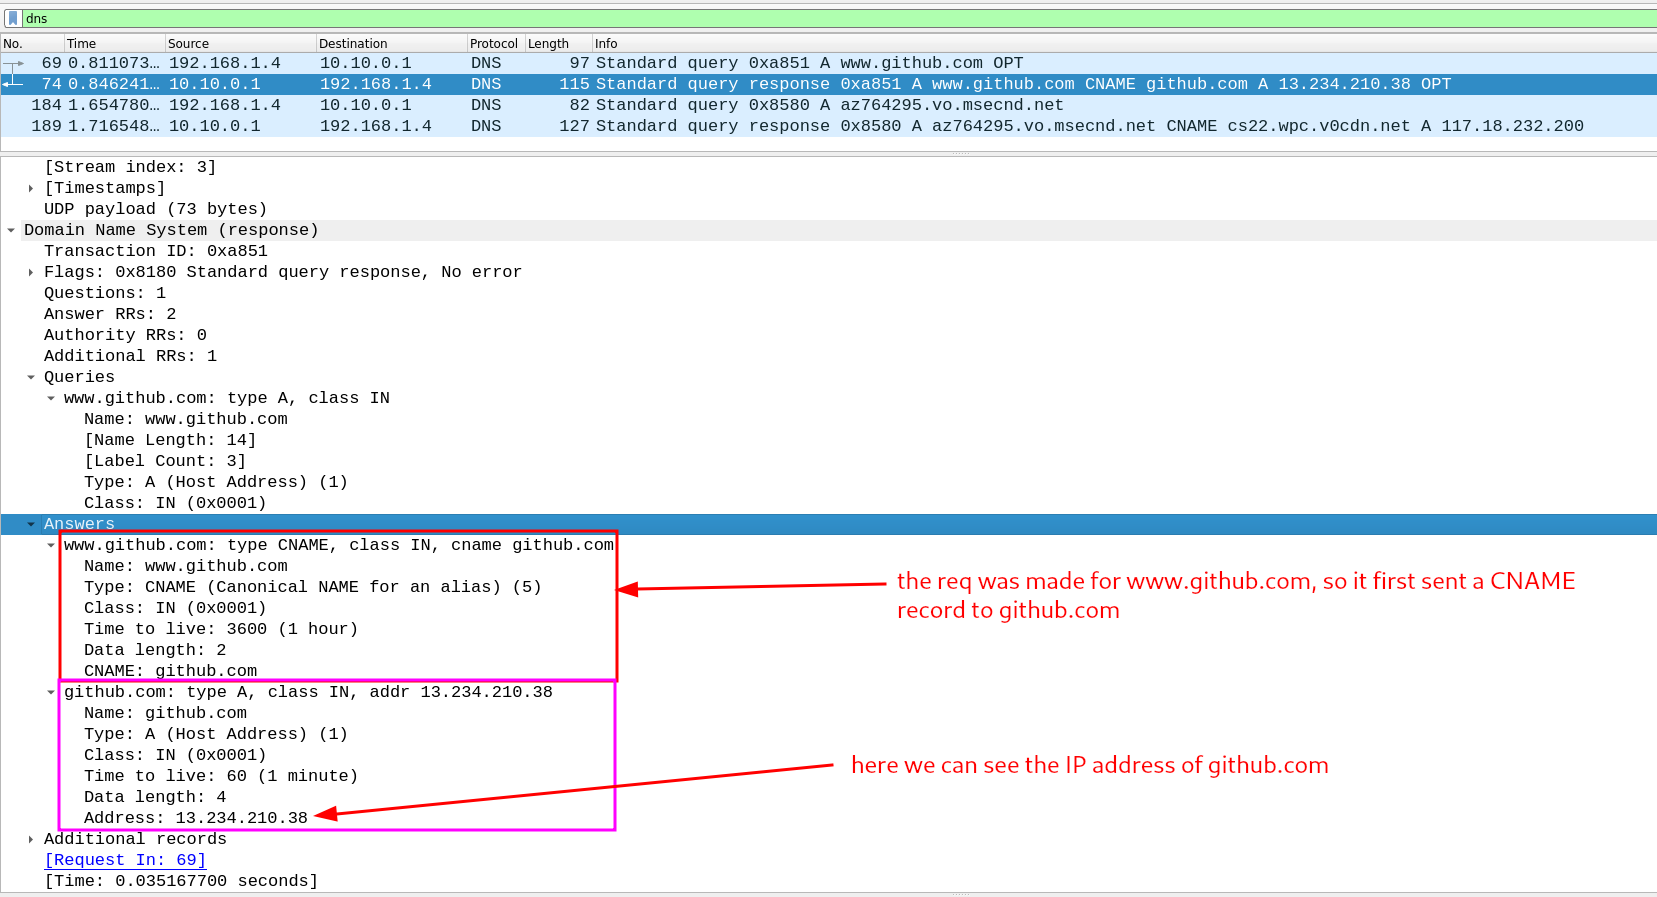 dns
No. Time Source Destination Protocol Length Info
69 0.811073… 192.168.1.4 10.10.0.1 DNS 97 Standard query 0xa851 A www.github.com OPT
74 0.846241… 10.10.0.1 192.168.1.4 DNS 115 Standard query response 0xa851 A www.github.com CNAME github.com A 13.234.210.38 OPT
184 1.654780… 192.168.1.4 10.10.0.1 DNS 82 Standard query 0x8580 A az764295.vo.msecnd.net
189 1.716548… 10.10.0.1 192.168.1.4 DNS 127 Standard query response 0x8580 A az764295.vo.msecnd.net CNAME cs22.wpc.v0cdn.net A 117.18.232.200
[Stream index: 3]
[Timestamps]
UDP payload (73 bytes)
Domain Name System (response)
Transaction ID: 0xa851
Flags: 0x8180 Standard query response, No error
Questions: 1
Answer RRs: 2
Authority RRs: 0
Additional RRs: 1
Queries
www.github.com: type A, class IN
Name: www.github.com
[Name Length: 14]
[Label Count: 3]
Type: A (Host Address) (1)
Class: IN (0x0001)
Answers
www.github.com: type CNAME, class IN, cname github.com
Name: www.github.com
Type: CNAME (Canonical NAME for an alias) (5)
Class: IN (0x0001)
Time to live: 3600 (1 hour)
Data length: 2
CNAME: github.com
the req was made for www.github.com, so it first sent a CNAME
record to github.com
github.com: type A, class IN, addr 13.234.210.38
Name: github.com
Type: A (Host Address) (1)
Class: IN (0x0001)
Time to live: 60 (1 minute)
Data length: 4
Address: 13.234.210.38
here we can see the IP address of github.com
Additional records
[Request In: 69]
[Time: 0.035167700 seconds]